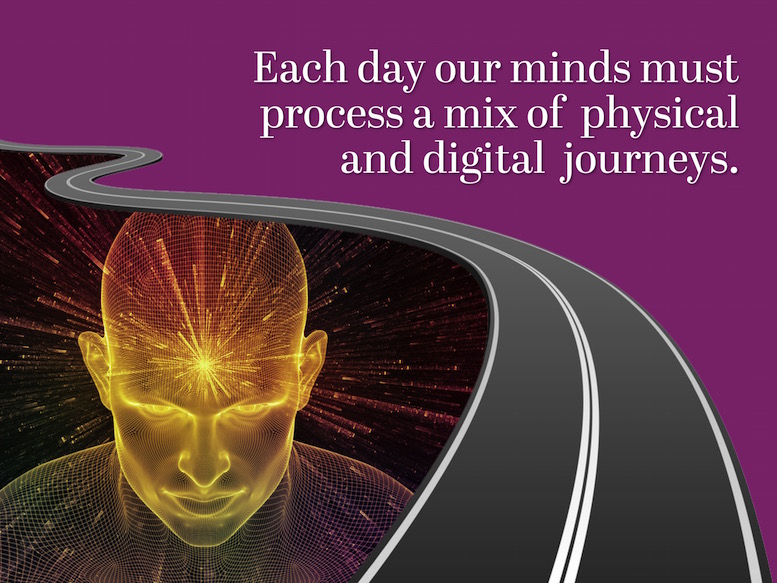 Each day our minds must
process a mix of physical
and digital journeys.